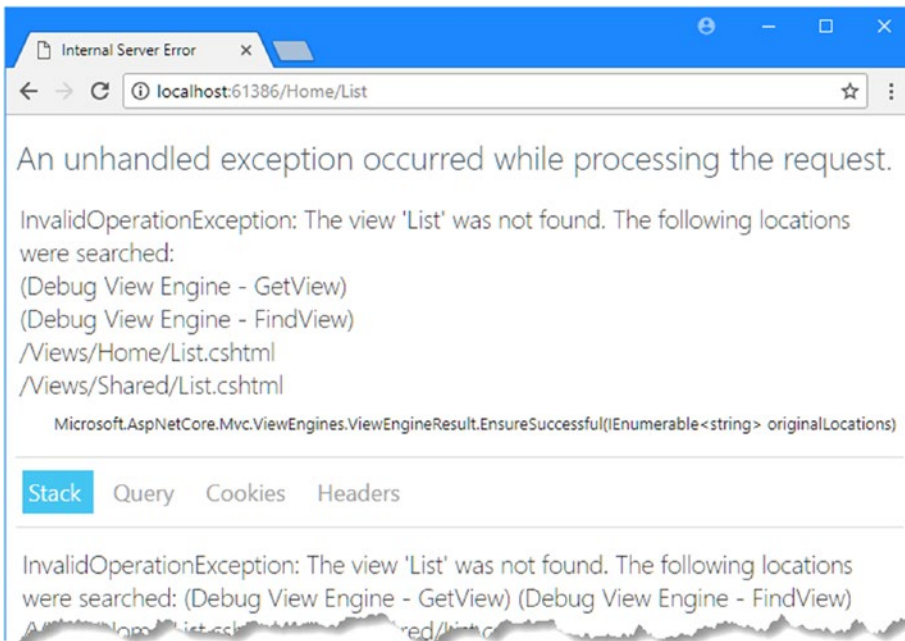 Internal Server Error
localhost:61386/Home/List
An unhandled exception occurred while processing the request.
InvalidOperationException: The view 'List' was not found. The following locations
were searched:
(Debug View Engine - GetView)
(Debug View Engine - FindView)
/Views/Home/List.cshtml
/Views/Shared/List.cshtml
Microsoft.AspNetCore.Mvc.ViewEngines.ViewEngineResult.EnsureSuccessful(IEnumerable<string> originalLocations)
Stack Query Cookies Headers
InvalidOperationException: The view 'List' was not found. The following locations
were searched: (Debug View Engine - GetView) (Debug View Engine - FindView)